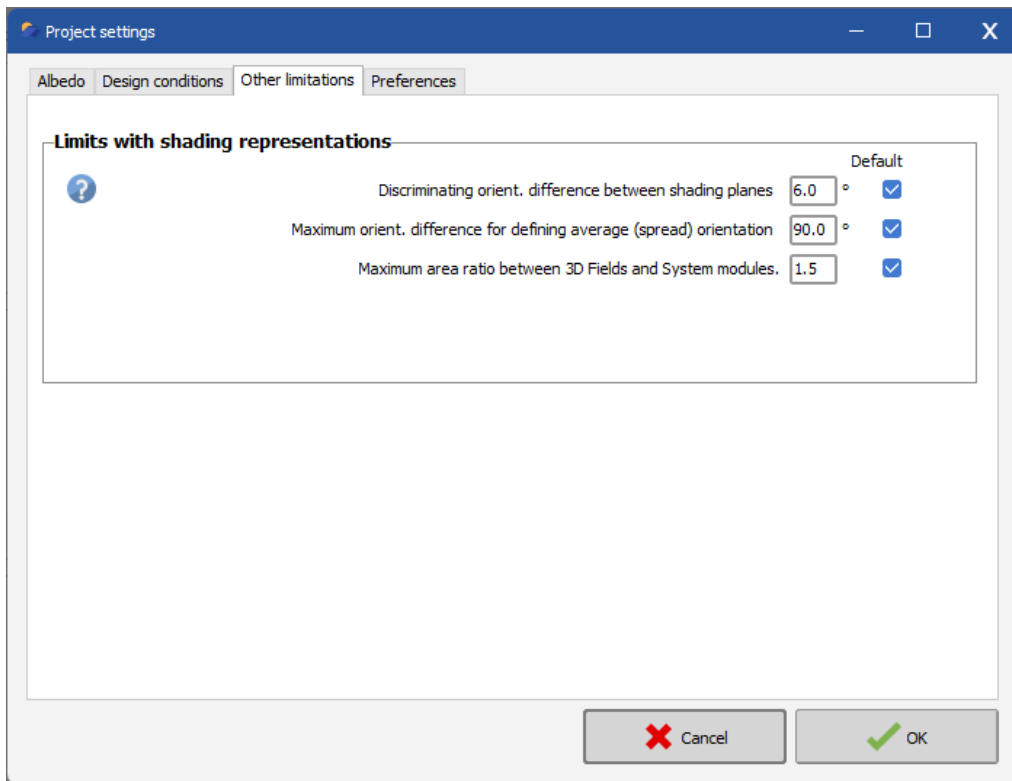 Project settings
Albedo Design conditions Other limitations Preferences
Limits with shading representations
Default
Discriminating orient. difference between shading planes 6.0 °
Maximum orient. difference for defining average (spread) orientation 90.0 °
Maximum area ratio between 3D Fields and System modules. 1.5
Cancel OK